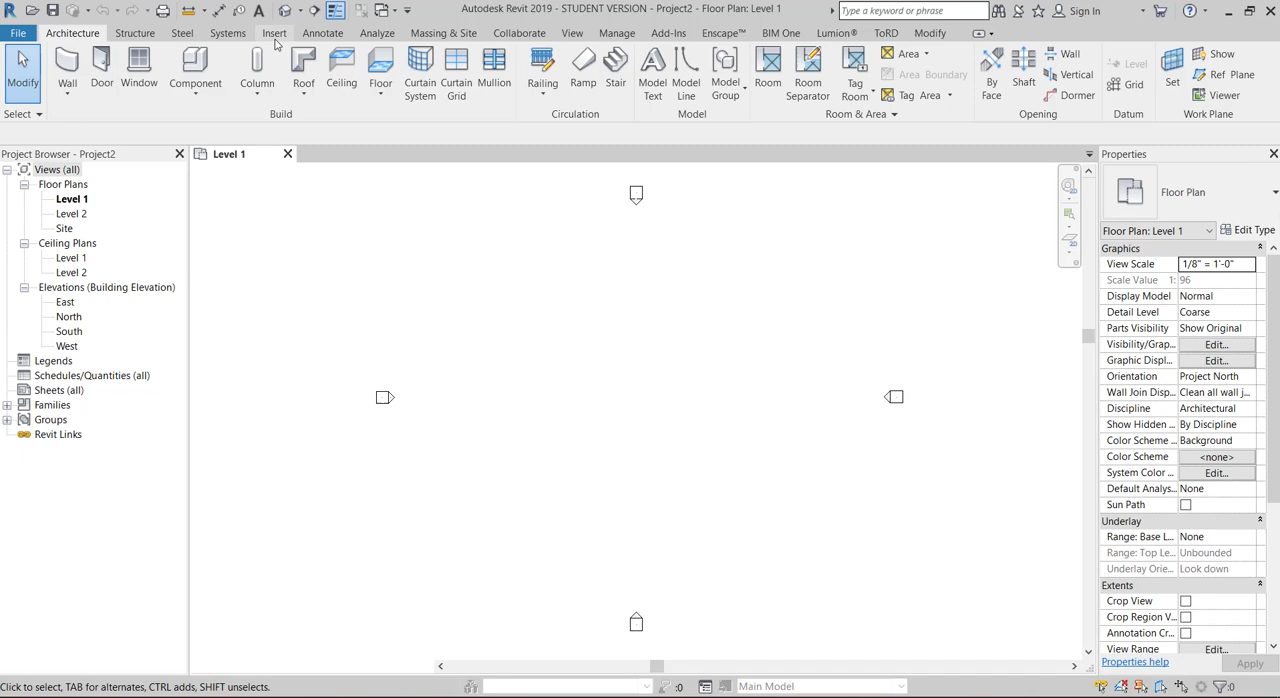 Autodesk Revit 2019 - STUDENT VERSION - Project2 - Floor Plan: Level 1
Type a keyword or phrase
Sign In
File Architecture Structure Steel Systems Insert Annotate Analyze Massing & Site Collaborate View Manage Add-Ins Enscape™ BIM One Lumion® ToRD Modify
Modify Wall Door Window Component Column Roof Ceiling Floor Curtain System Curtain Grid Mullion Railing Ramp Stair Model Text Model Line Model Group Room Room Separator Tag Room
Area
Area Boundary
Tag Area
By Face Shaft
Wall
Vertical
Dormer
Level
Grid
Set
Show
Ref Plane
Viewer
Select Build Circulation Model Room & Area Opening Datum Work Plane
Project Browser - Project2
Views (all)
Floor Plans
Level 1
Level 2
Site
Ceiling Plans
Level 1
Level 2
Elevations (Building Elevation)
East
North
South
West
Legends
Schedules/Quantities (all)
Sheets (all)
Families
Groups
Revit Links
Level 1
Properties
Floor Plan
Floor Plan: Level 1 Edit Type
Graphics
View Scale 1/8" = 1'-0"
Scale Value 1: 96
Display Model Normal
Detail Level Coarse
Parts Visibility Show Original
Visibility/Grap... Edit...
Graphic Displ... Edit...
Orientation Project North
Wall Join Disp... Clean all wall j...
Discipline Architectural
Show Hidden ... By Discipline
Color Scheme ... Background
Color Scheme <none>
System Color ... Edit...
Default Analys... None
Sun Path
Underlay
Range: Base L... None
Range: Top Le... Unbounded
Underlay Orie... Look down
Extents
Crop View
Crop Region V...
Annotation Cr...
View Range Edit...
Properties help Apply
Click to select, TAB for alternates, CTRL adds, SHIFT unselects.
:0
Main Model
:0